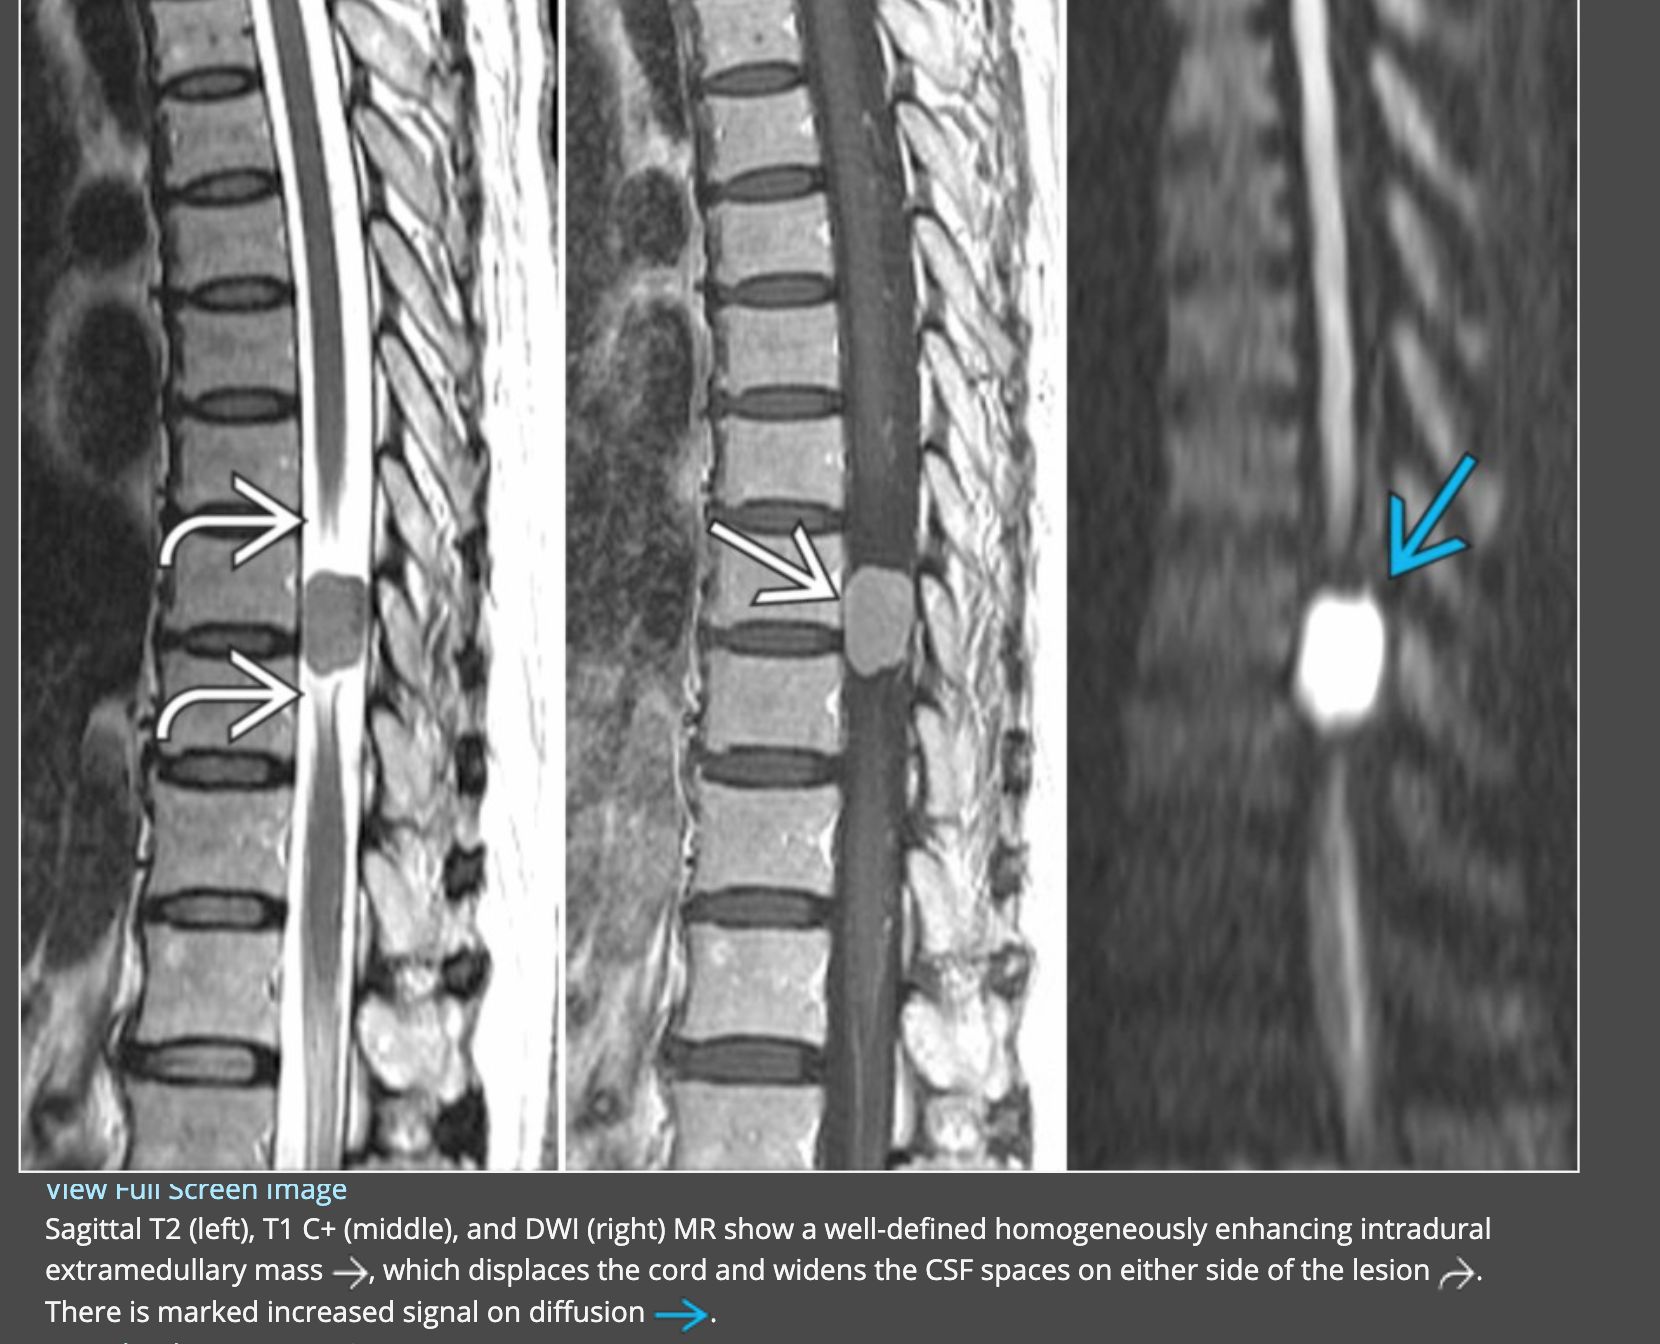 View Full Screen Image
Sagittal T2 (left), T1 C+ (middle), and DWI (right) MR show a well-defined homogeneously enhancing intradural
extramedullary mass →, which displaces the cord and widens the CSF spaces on either side of the lesion ↪.
There is marked increased signal on diffusion →.